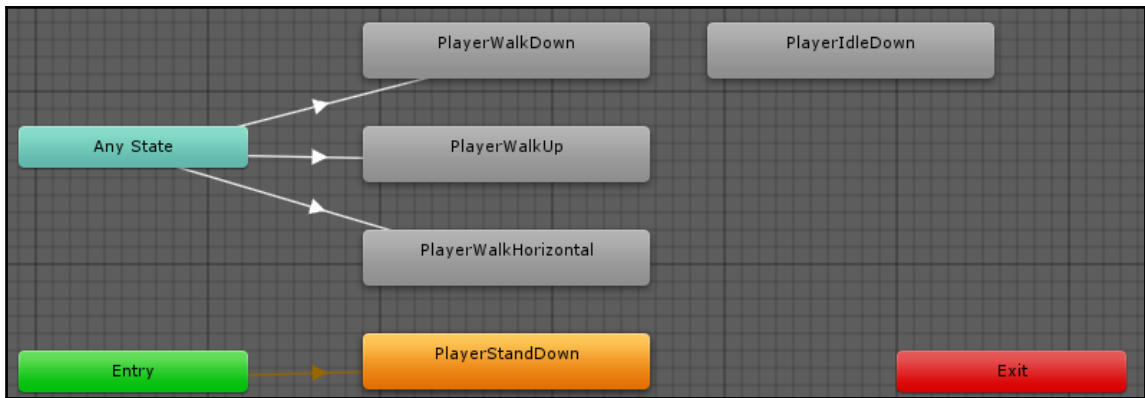 PlayerWalkDown
PlayerIdleDown
Any State
PlayerWalkUp
PlayerWalkHorizontal
PlayerStandDown
Entry
Exit